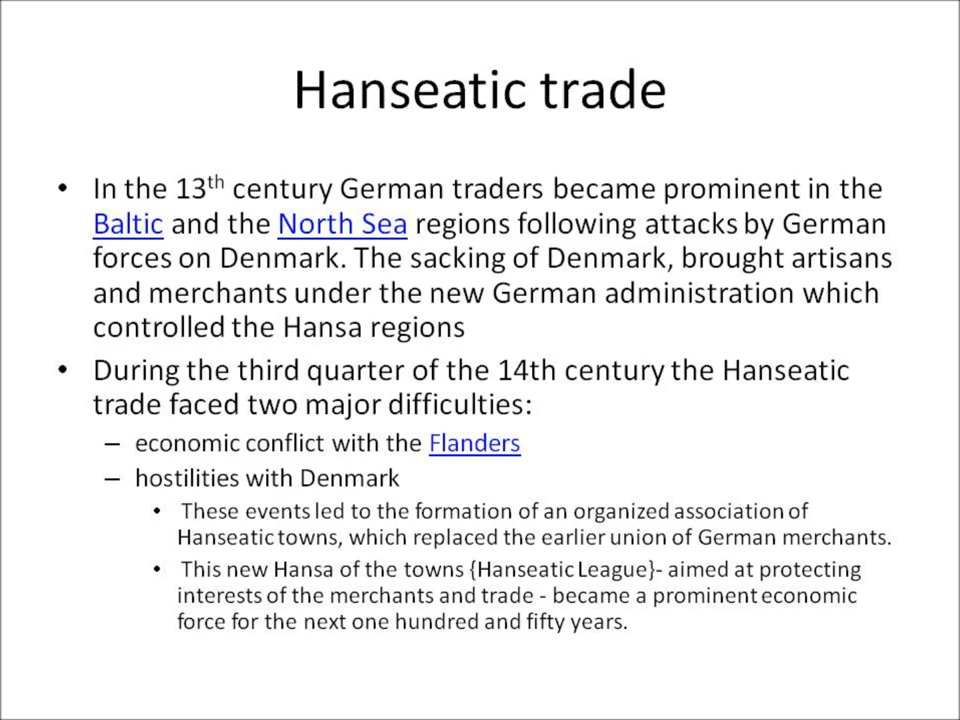 Hanseatic trade
• In the 13th century German traders became prominent in the
Baltic and the North Sea regions following attacks by German
forces on Denmark. The sacking of Denmark, brought artisans
and merchants under the new German administration which
controlled the Hansa regions
• During the third quarter of the 14th century the Hanseatic
trade faced two major difficulties:
– economic conflict with the Flanders
– hostilities with Denmark
• These events led to the formation of an organized association of
Hanseatic towns, which replaced the earlier union of German merchants.
• This new Hansa of the towns {Hanseatic League}- aimed at protecting
interests of the merchants and trade - became a prominent economic
force for the next one hundred and fifty years.